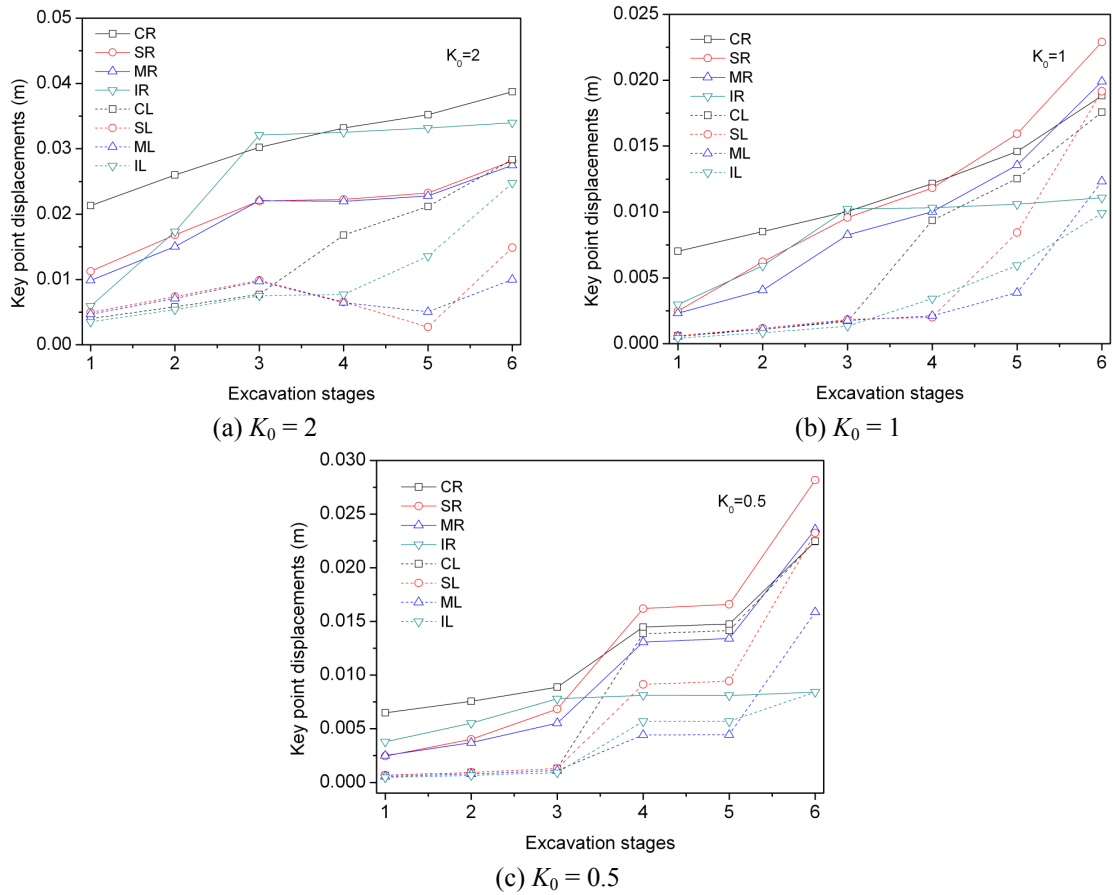 0.05
0.04
0.03
0.02
0.01
0.00
Key point displacements (m)
CR
SR
MR
IR
CL
SL
ML
IL
K0=2
1 2 3 4 5 6
Excavation stages
(a) K0 = 2
0.025
0.020
0.015
0.010
0.005
0.000
Key point displacements (m)
CR
SR
MR
IR
CL
SL
ML
IL
K0=1
1 2 3 4 5 6
Excavation stages
(b) K0 = 1
0.030
0.025
0.020
0.015
0.010
0.005
0.000
Key point displacements (m)
CR
SR
MR
IR
CL
SL
ML
IL
K0=0.5
1 2 3 4 5 6
Excavation stages
(c) K0 = 0.5